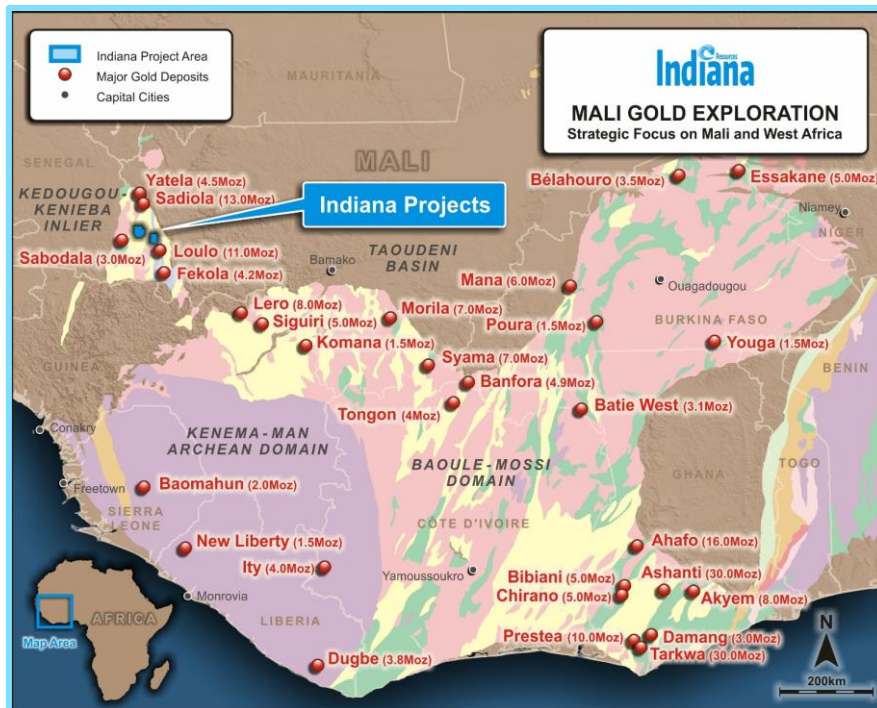 Indiana Project Area
Major Gold Deposits
Capital Cities
Indiana
Resources
MALI GOLD EXPLORATION
Strategic Focus on Mali and West Africa
MAURITANIA
SENEGAL
MALI
KEDOUGOU-
KENIEBA
INLIER
Yatela (4.5Moz)
Sadiola (13.0Moz)
Indiana Projects
Bélahouro (3.5Moz)
Essakane (5.0Moz)
Niamey
NIGER
Sabodala (3.0Moz)
Loulo (11.0Moz)
Fekola (4.2Moz)
Bamako
TAOUDENI
BASIN
Mana (6.0Moz)
Ouagadougou
Lero (8.0Moz)
Siguiri (5.0Moz)
Morila (7.0Moz)
Poura (1.5Moz)
BURKINA FASO
Komana (1.5Moz)
Youga (1.5Moz)
GUINEA
Syama (7.0Moz)
BENIN
Banfora (4.9Moz)
Tongon (4Moz)
Batie West (3.1Moz)
Conakry
KENEMA-MAN
ARCHEAN DOMAIN
BAOULE-MOSSI
DOMAIN
GHANA
TOGO
Freetown
Baomahun (2.0Moz)
SIERRA
LEONE
CÔTE D'IVOIRE
New Liberty (1.5Moz)
Ity (4.0Moz)
Ahafo (16.0Moz)
Yamoussoukro
Bibiani (5.0Moz)
Chirano (5.0Moz)
Ashanti (30.0Moz)
Akyem (8.0Moz)
Monrovia
LIBERIA
AFRICA
Map Area
Prestea (10.0Moz)
Damang (3.0Moz)
Tarkwa (30.0Moz)
Dugbe (3.8Moz)
N
200km